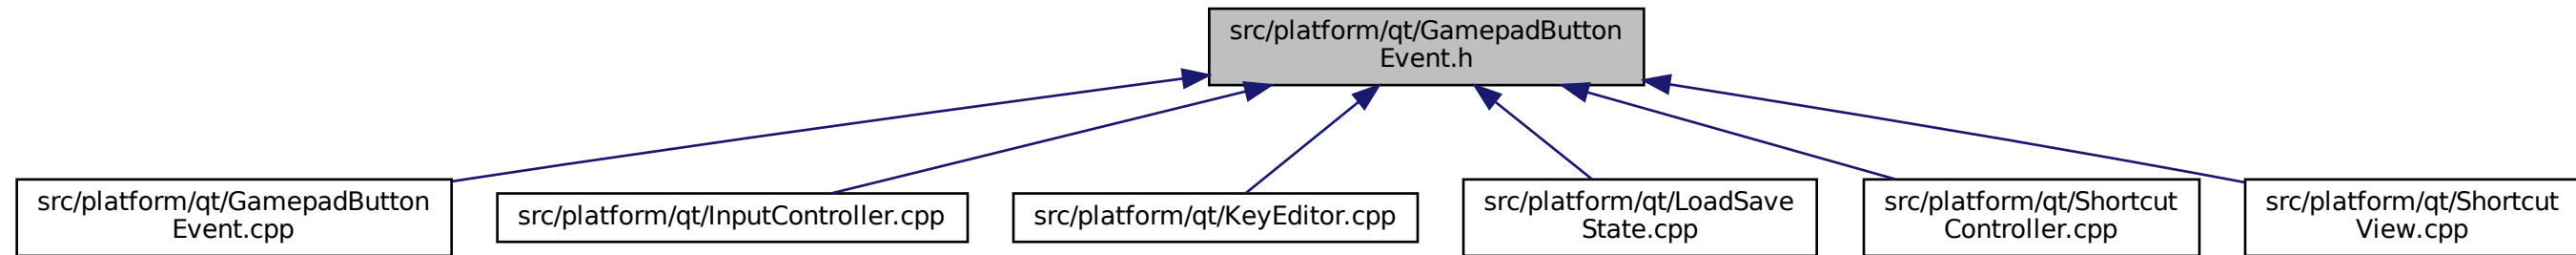 src/platform/qt/GamepadButton
Event.h
src/platform/qt/GamepadButton
Event.cpp
src/platform/qt/InputController.cpp
src/platform/qt/KeyEditor.cpp
src/platform/qt/LoadSave
State.cpp
src/platform/qt/Shortcut
Controller.cpp
src/platform/qt/Shortcut
View.cpp